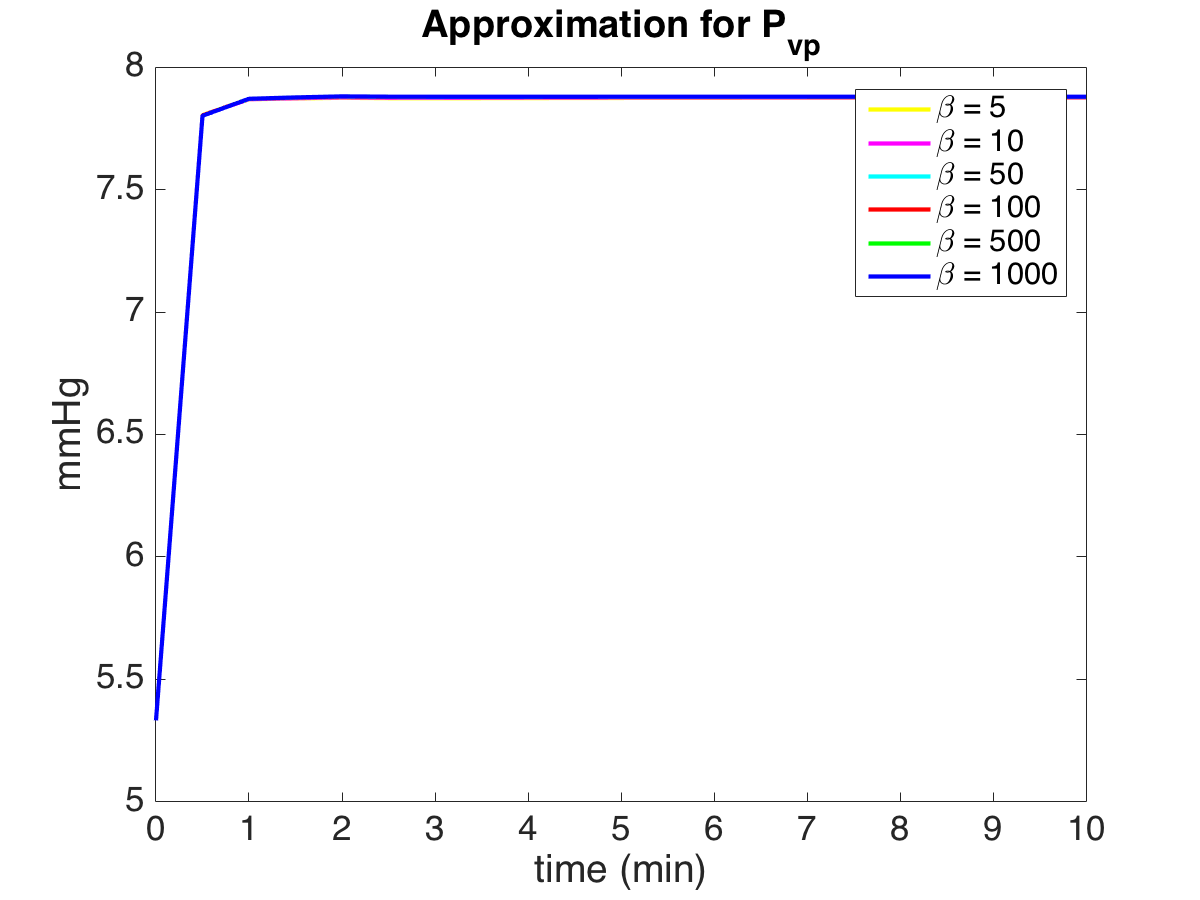 Approximation for P_vp
8
7.5
7
6.5
6
5.5
5
mmHg
β = 5
β = 10
β = 50
β = 100
β = 500
β = 1000
0 1 2 3 4 5 6 7 8 9 10
time (min)